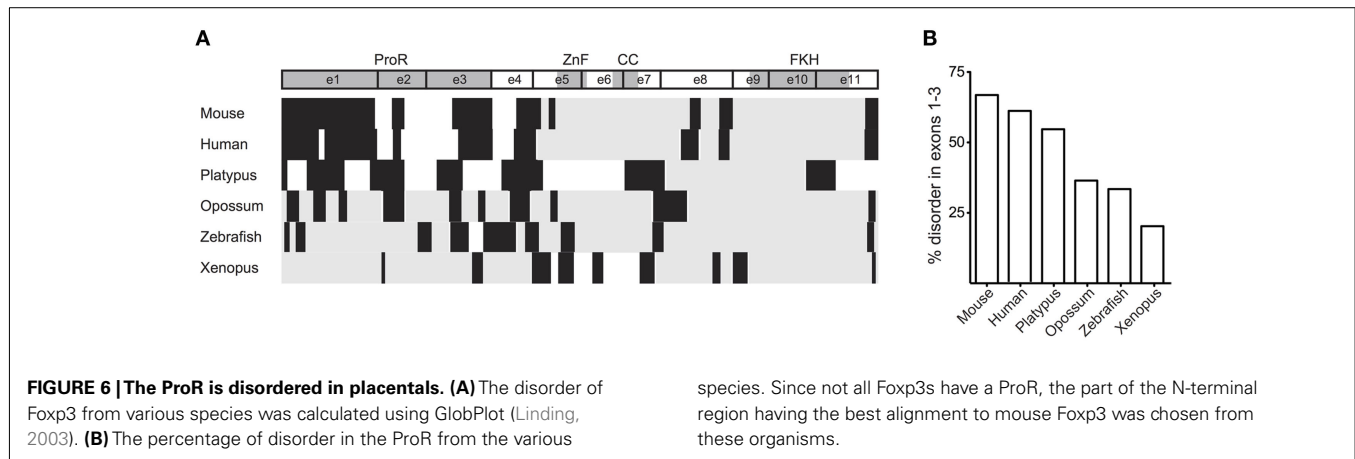 A
ProR ZnF CC FKH
e1 e2 e3 e4 e5 e6 e7 e8 e9 e10 e11
Mouse
Human
Platypus
Opossum
Zebrafish
Xenopus
B
% disorder in exons 1-3
75
50
25
Mouse Human Platypus Opossum Zebrafish Xenopus
FIGURE 6 | The ProR is disordered in placentals. (A) The disorder of
Foxp3 from various species was calculated using GlobPlot (Linding,
2003). (B) The percentage of disorder in the ProR from the various
species. Since not all Foxp3s have a ProR, the part of the N-terminal
region having the best alignment to mouse Foxp3 was chosen from
these organisms.